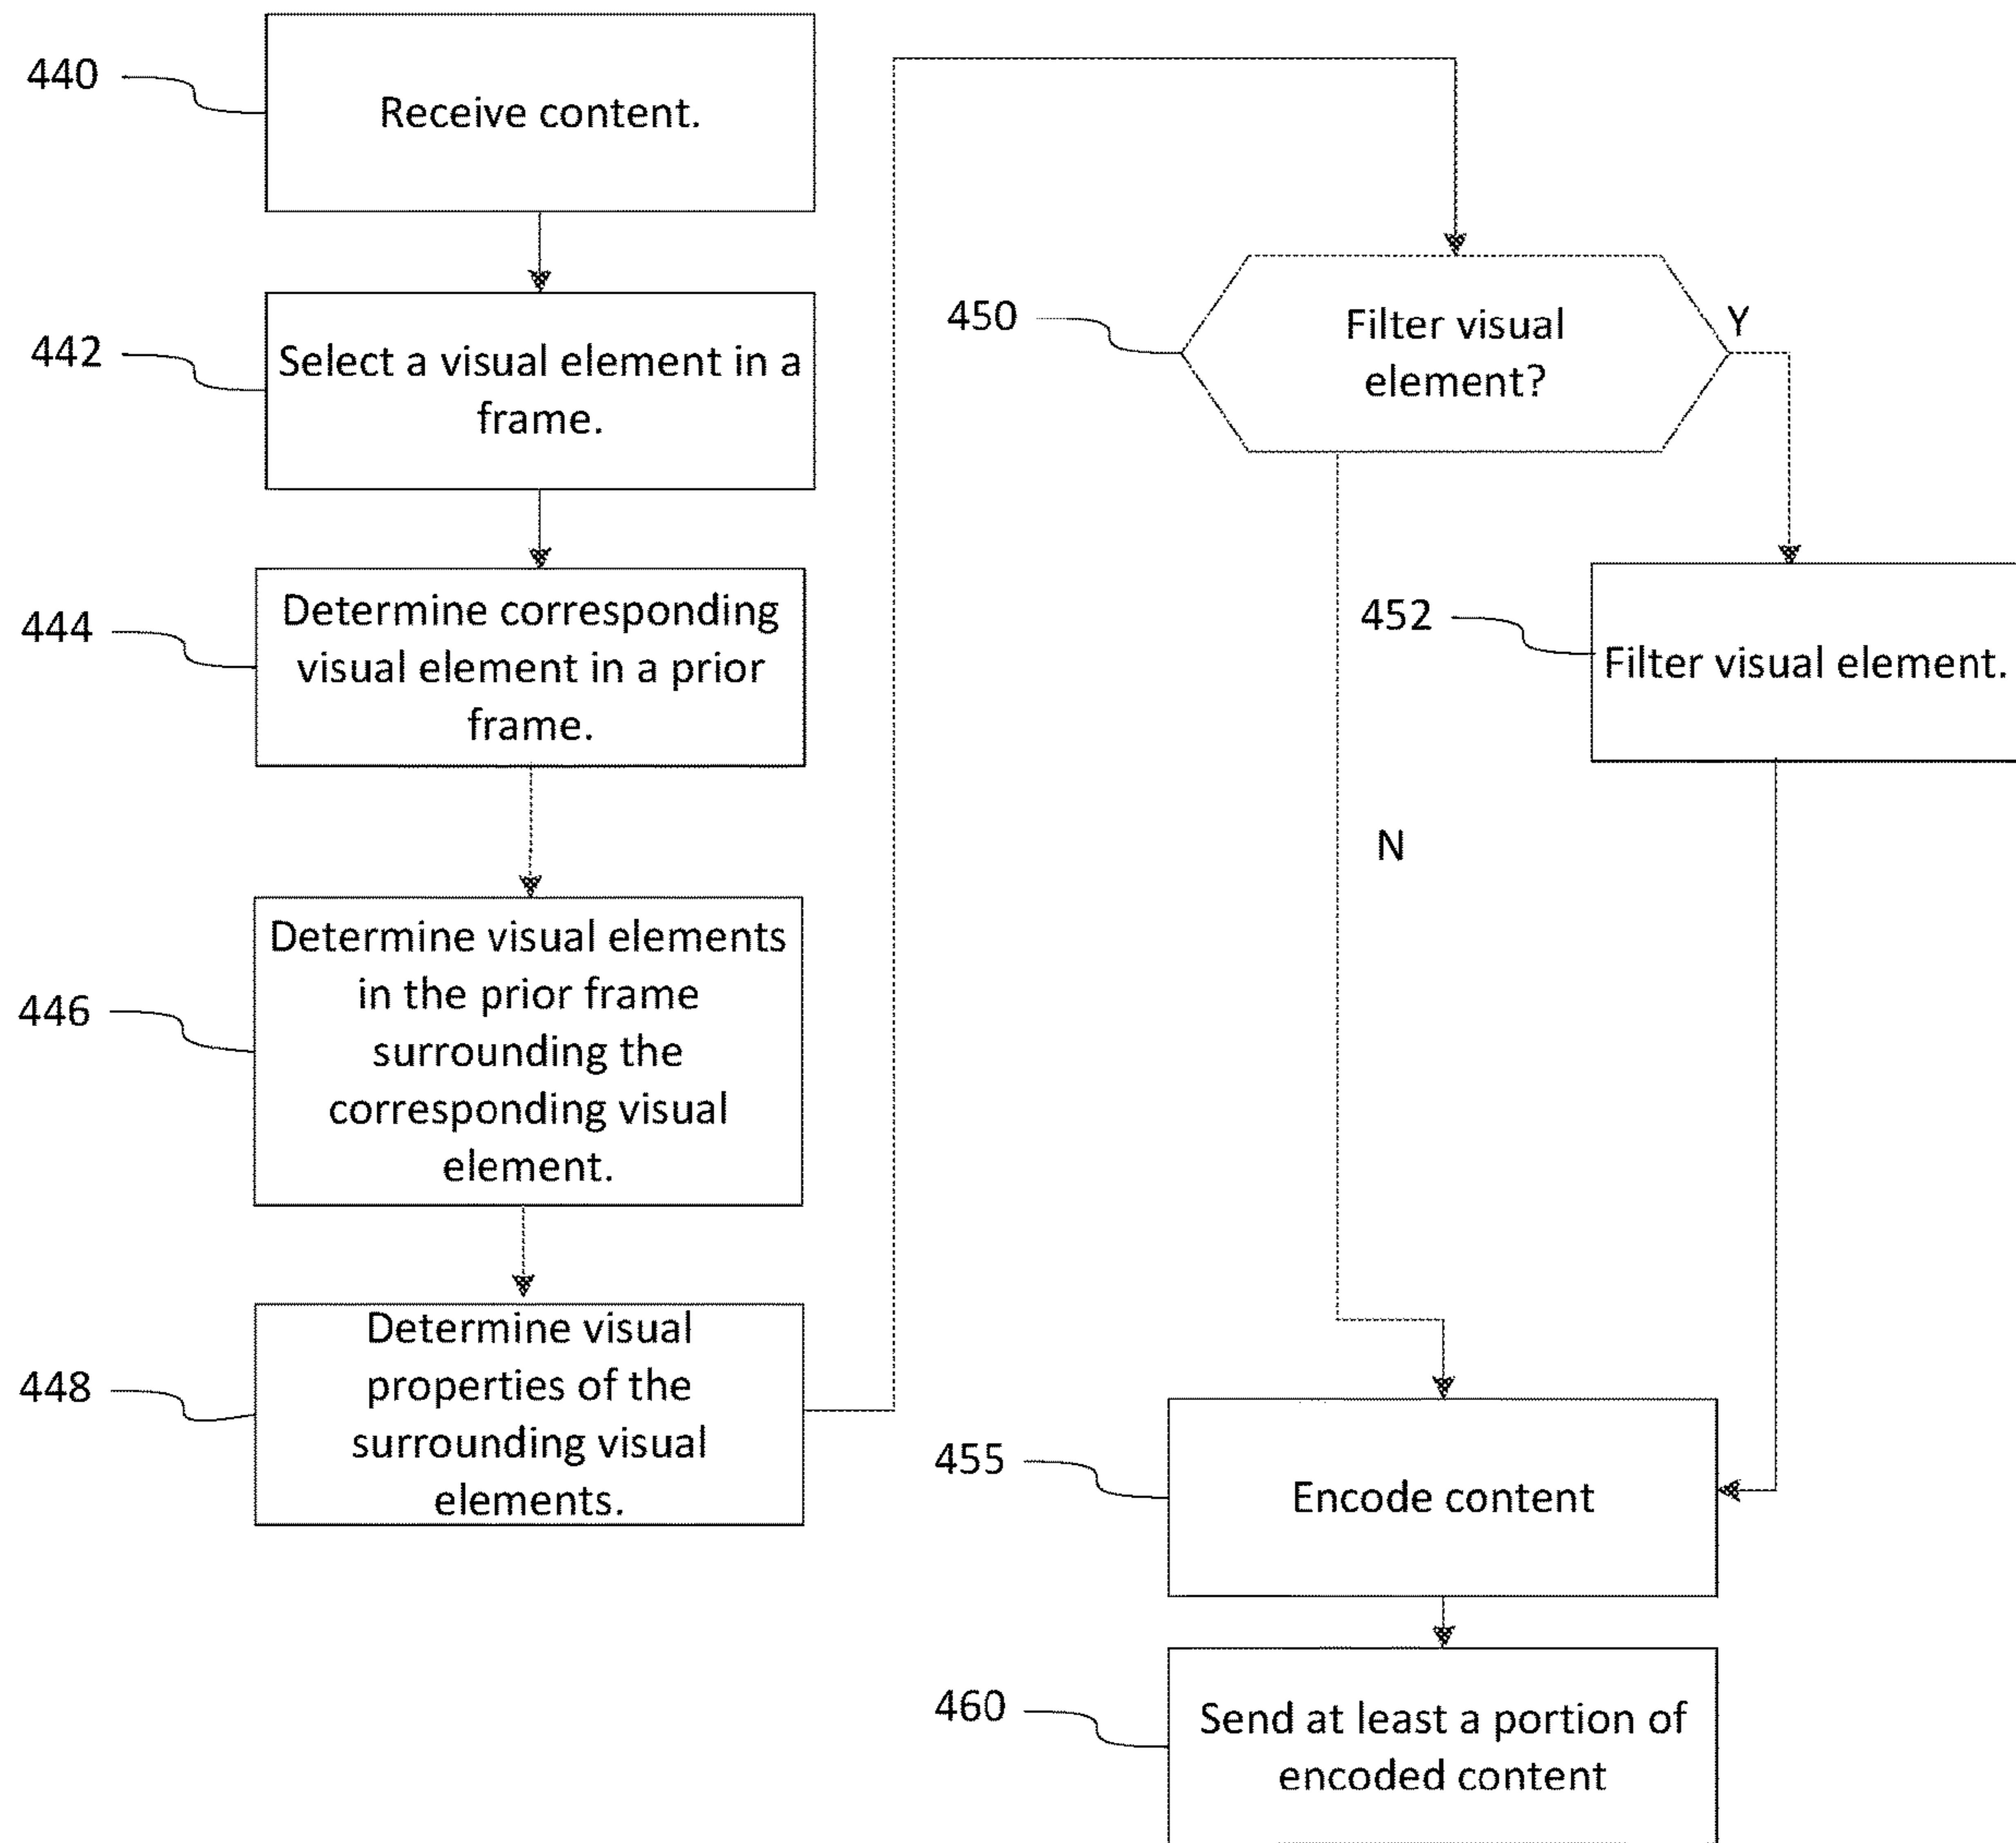 440
Receive content.
442
Select a visual element in a
frame.
444
Determine corresponding
visual element in a prior
frame.
446
Determine visual elements
in the prior frame
surrounding the
corresponding visual
element.
448
Determine visual
properties of the
surrounding visual
elements.
450
Filter visual
element?
Y
452
Filter visual element.
N
455
Encode content
460
Send at least a portion of
encoded content